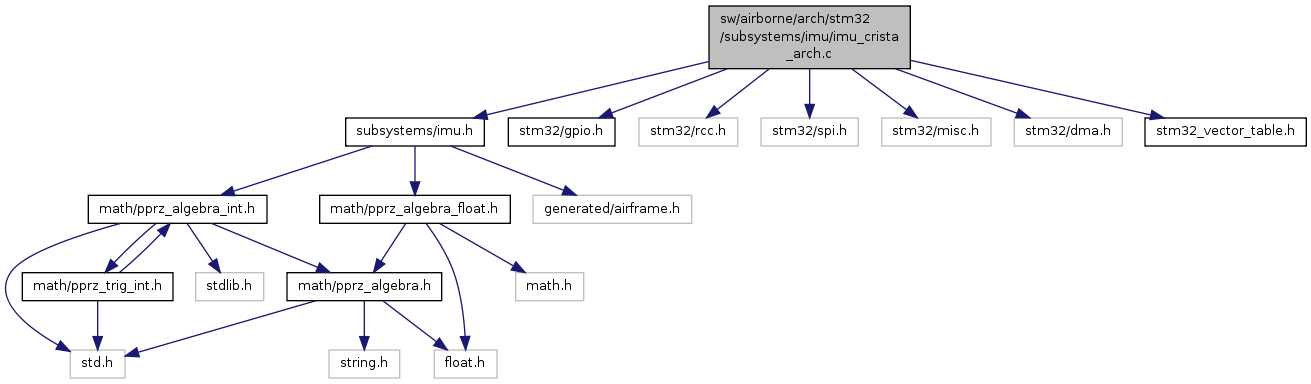 sw/airborne/arch/stm32
/subsystems/imu/imu_crista
_arch.c
subsystems/imu.h
stm32/gpio.h
stm32/rcc.h
stm32/spi.h
stm32/misc.h
stm32/dma.h
stm32_vector_table.h
math/pprz_algebra_int.h
math/pprz_algebra_float.h
generated/airframe.h
math/pprz_trig_int.h
stdlib.h
math/pprz_algebra.h
math.h
std.h
string.h
float.h